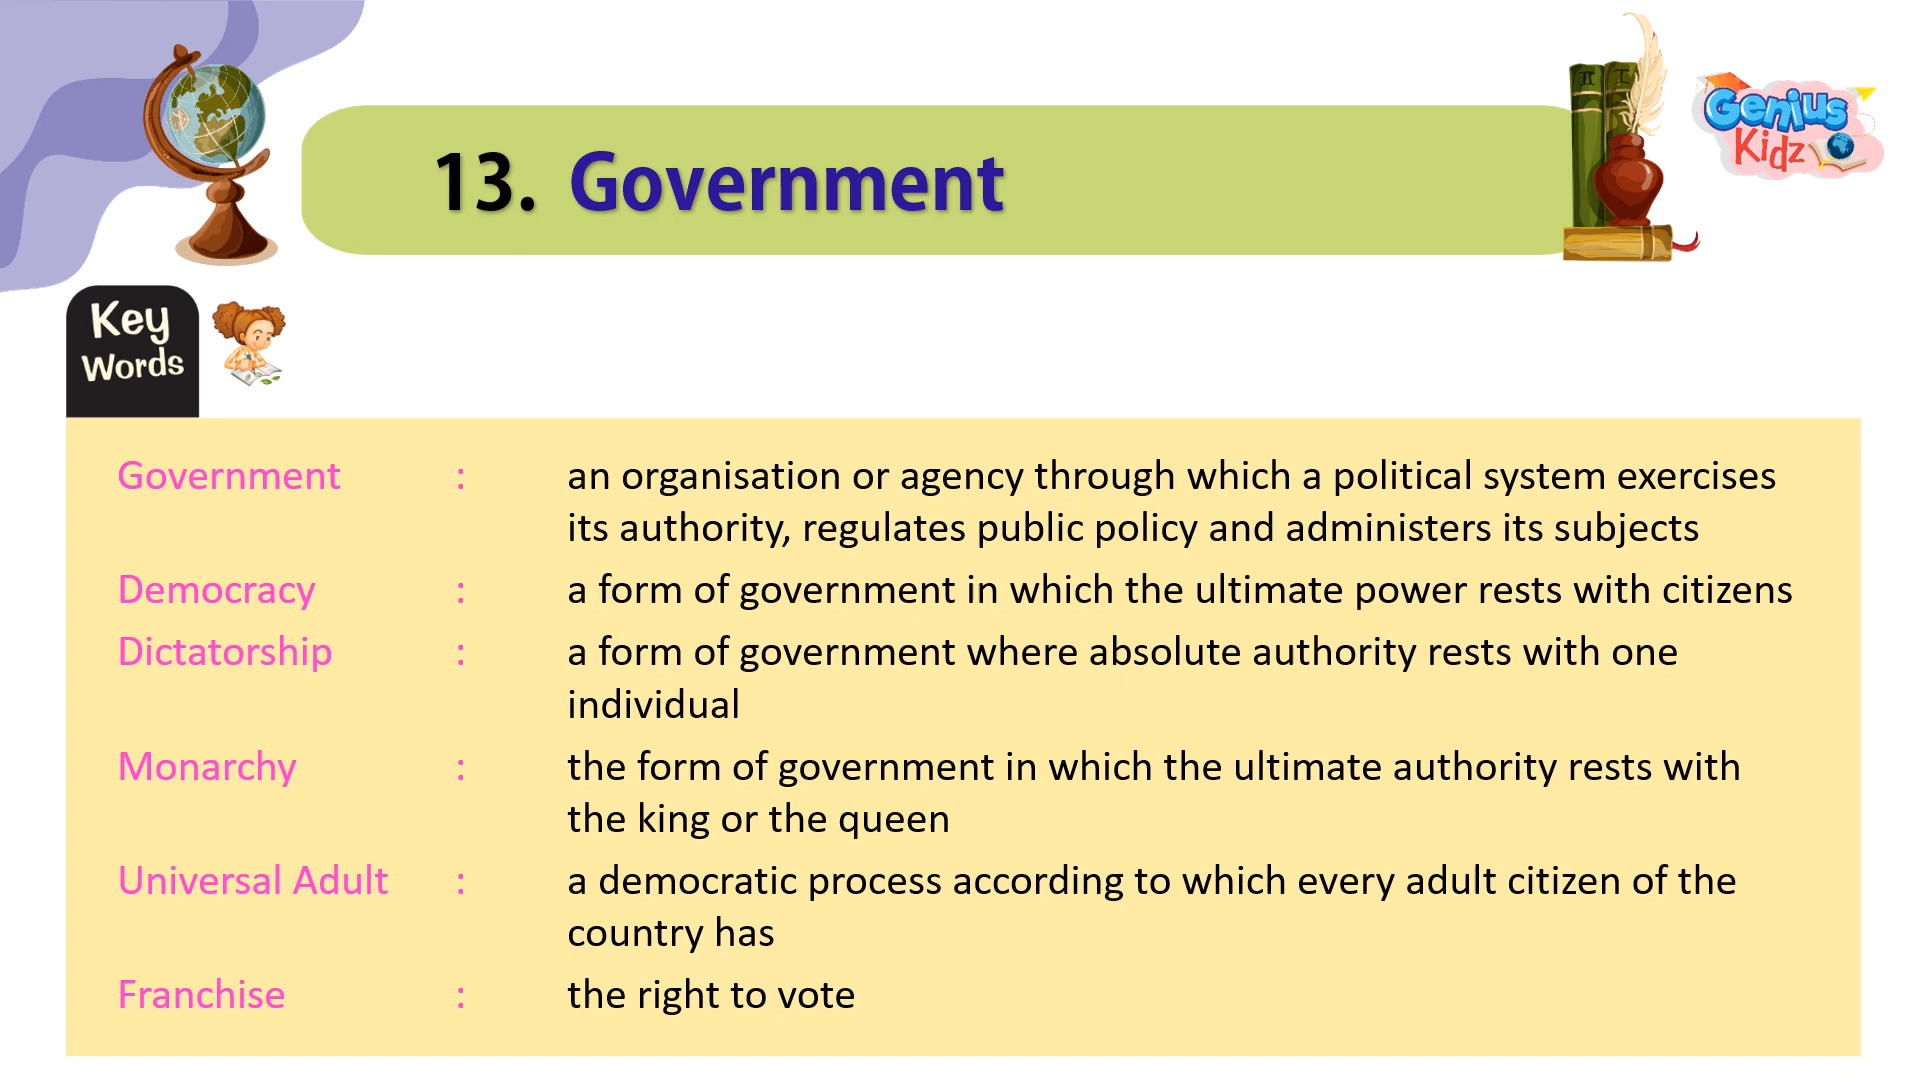 13. Government
Genius
Kidz
Key
Words
Government : an organisation or agency through which a political system exercises
its authority, regulates public policy and administers its subjects
Democracy : a form of government in which the ultimate power rests with citizens
Dictatorship : a form of government where absolute authority rests with one
individual
Monarchy : the form of government in which the ultimate authority rests with
the king or the queen
Universal Adult : a democratic process according to which every adult citizen of the
country has
Franchise : the right to vote